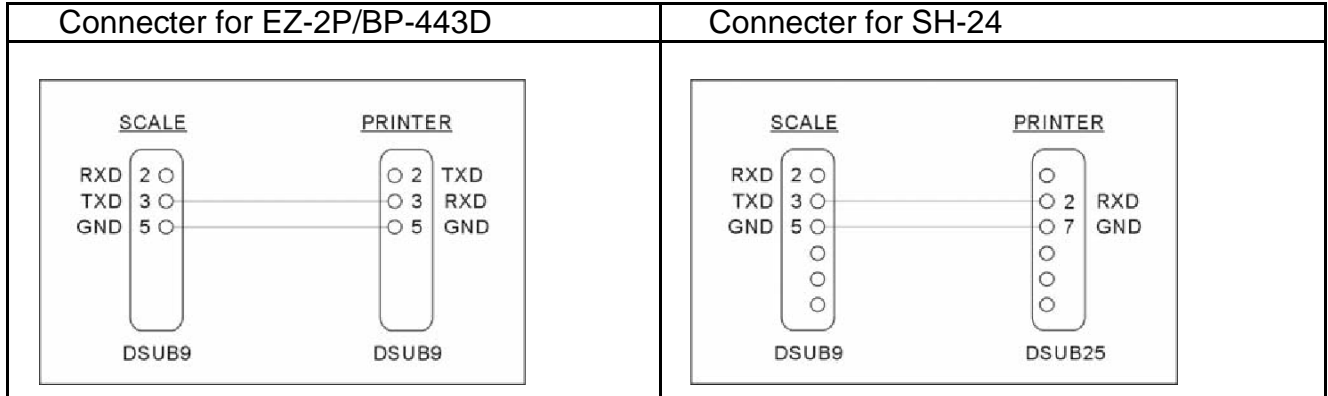 Connecter for EZ-2P/BP-443D
SCALE PRINTER
RXD 2 2 TXD
TXD 3 3 RXD
GND 5 5 GND
DSUB9 DSUB9
Connecter for SH-24
SCALE PRINTER
RXD 2
TXD 3 2 RXD
GND 5 7 GND
DSUB9 DSUB25